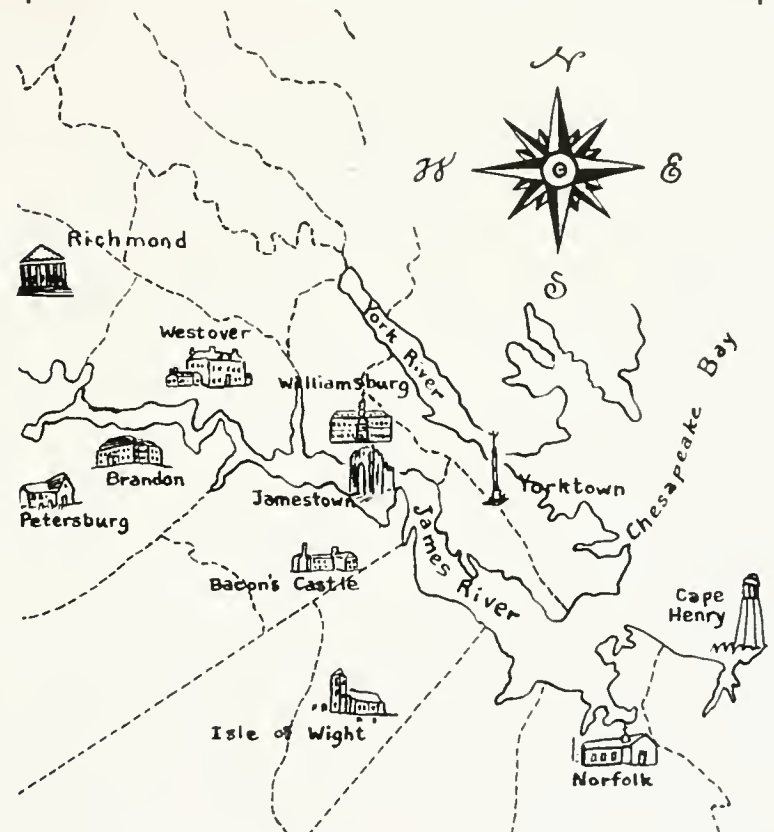 N
W
E
S
Richmond
York River
Westover
Williamsburg
Chesapeake Bay
Brandon
Jamestown
Yorktown
Petersburg
James River
Bacon's Castle
Cape
Henry
Isle of Wight
Norfolk